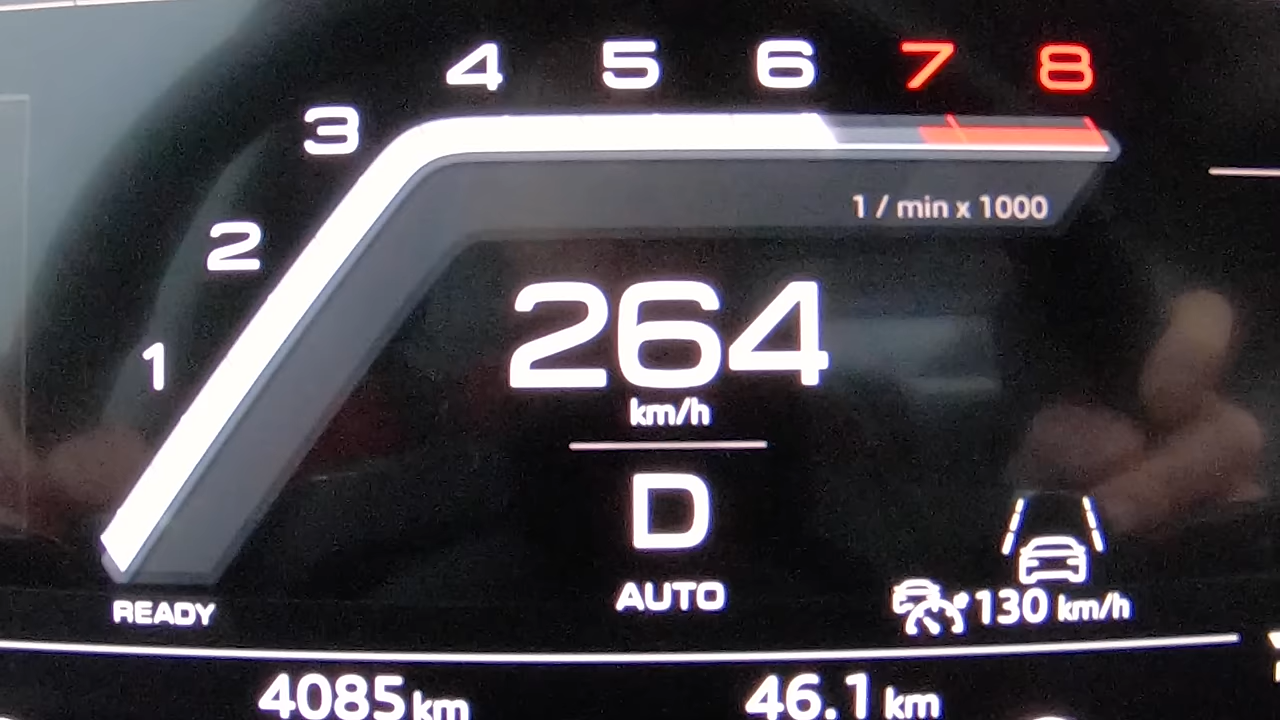 4 5 6 7 8
3
2
1
1 / min x 1000
264
km/h
D
AUTO
READY
130 km/h
4085 km
46.1 km